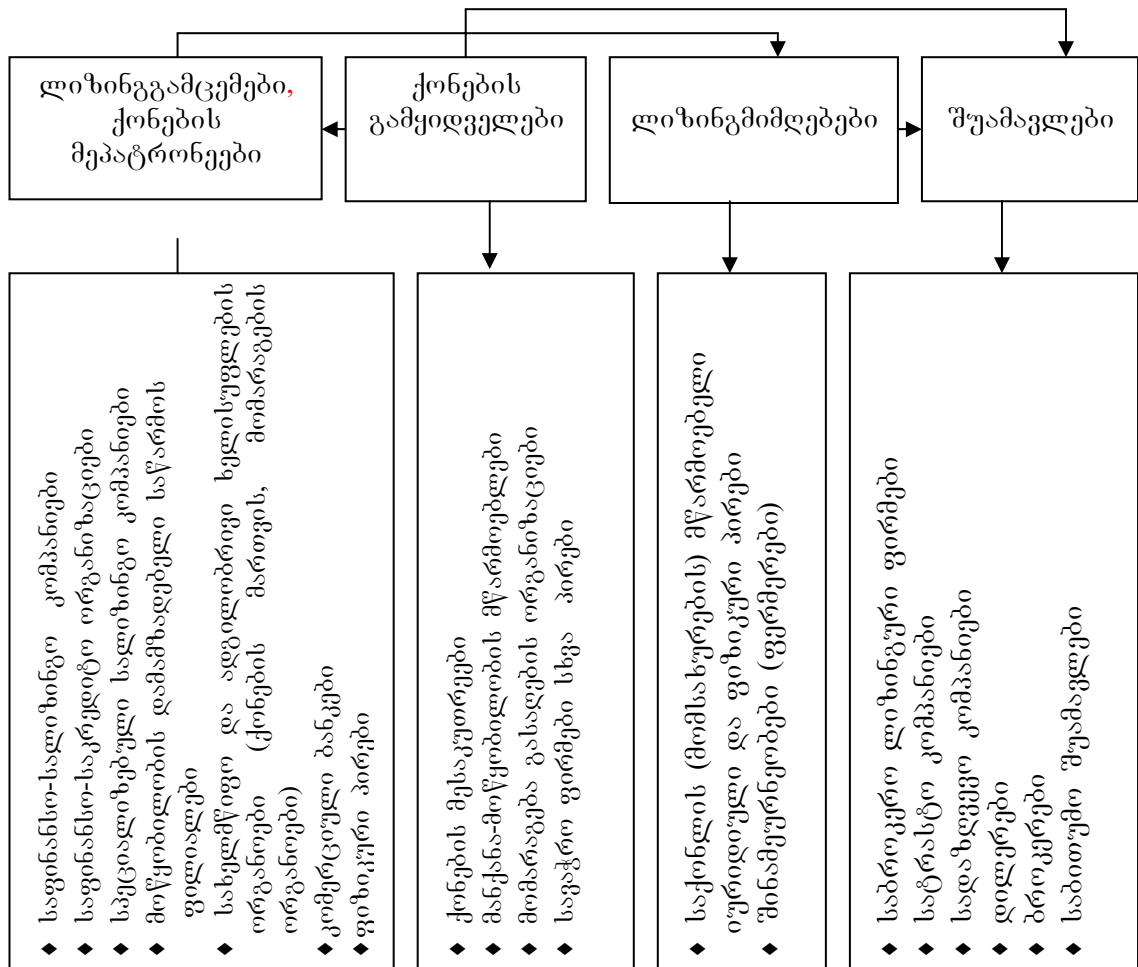 ლიზინგგამცემები,
ქონების
მეპატრონეები
ქონების
გამყიდველები
ლიზინგმიმღებები
შუამავლები
♦ საფინანსო-სალიზინგო კომპანიები
♦ საფინანსო-საკრედიტო ორგანიზაციები
♦ სპეციალიზებული სალიზინგო კომპანიები
♦ მოწყობილობის დამამზადებელი საწარმოს
ფილიალები
♦ სახელმწიფო და ადგილობრივი ხელისუფლების
ორგანოები (ქონების მართვის, მომარაგების
ორგანოები)
♦ კომერციული ბანკები
♦ ფიზიკური პირები
♦ ქონების მესაკუთრეები
♦ მანქანა-მოწყობილობის მწარმოებლები
♦ მომარაგება გასაღების ორგანიზაციები
♦ სავაჭრო ფირმები სხვა პირები
♦ საქონლის (მომსახურების) მწარმოებელი
იურიდიული და ფიზიკური პირები
♦ შინამეურნეობები (ფერმერები)
♦ საბროკერო ლიზინგური ფირმები
♦ სატრასტო კომპანიები
♦ სადაზღვევო კომპანიები
♦ დილერები
♦ ბროკერები
♦ საბითუმო შუამავლები